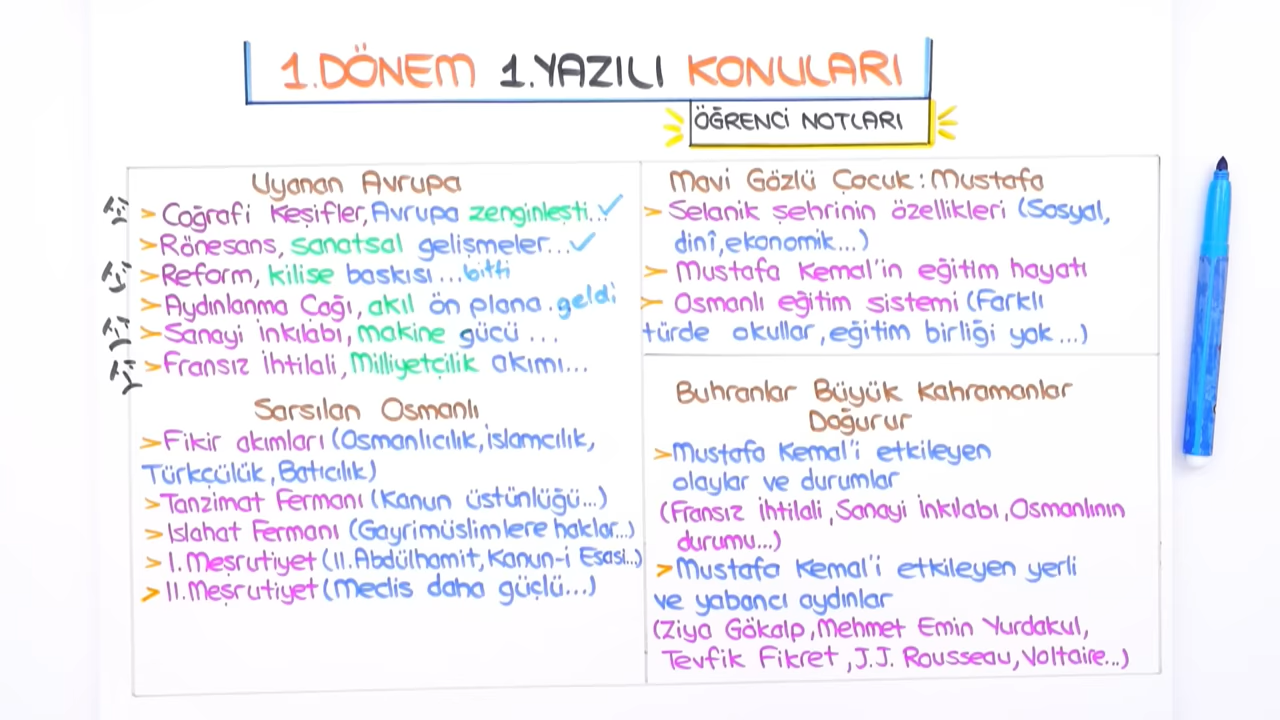 1.DÖNEM 1.YAZILI KONULARI
ÖĞRENCİ NOTLARI
Uyanan Avrupa
➤ Coğrafi Keşifler, Avrupa zenginleşti..✓
➤ Rönesans, sanatsal gelişmeler...✓
➤ Reform, kilise baskısı ...bitti
➤ Aydınlanma Çağı, akıl ön plana .geldi
➤ Sanayi İnkılabı, makine gücü ...
➤ Fransız İhtilali, Milliyetçilik akımı...
Sarsılan Osmanlı
➤ Fikir akımları (Osmanlıcılık, İslamcılık,
Türkçülük, Batıcılık)
➤ Tanzimat Fermanı (Kanun üstünlüğü...)
➤ Islahat Fermanı (Gayrimüslimlere haklar...)
➤ I. Meşrutiyet (II. Abdülhamit, Kanun-i Esasi...)
➤ II. Meşrutiyet (Meclis daha güçlü...)
Mavi Gözlü Çocuk: Mustafa
➤ Selanik şehrinin özellikleri (Sosyal,
dinî, ekonomik...)
➤ Mustafa Kemal'in eğitim hayatı
➤ Osmanlı eğitim sistemi (Farklı
türde okullar, eğitim birliği yok...)
Buhranlar Büyük Kahramanlar
Doğurur
➤ Mustafa Kemal'i etkileyen
olaylar ve durumlar
(Fransız İhtilali, Sanayi İnkılabı, Osmanlının
durumu...)
➤ Mustafa Kemal'i etkileyen yerli
ve yabancı aydınlar
(Ziya Gökalp, Mehmet Emin Yurdakul,
Tevfik Fikret, J.J. Rousseau, Voltaire...)